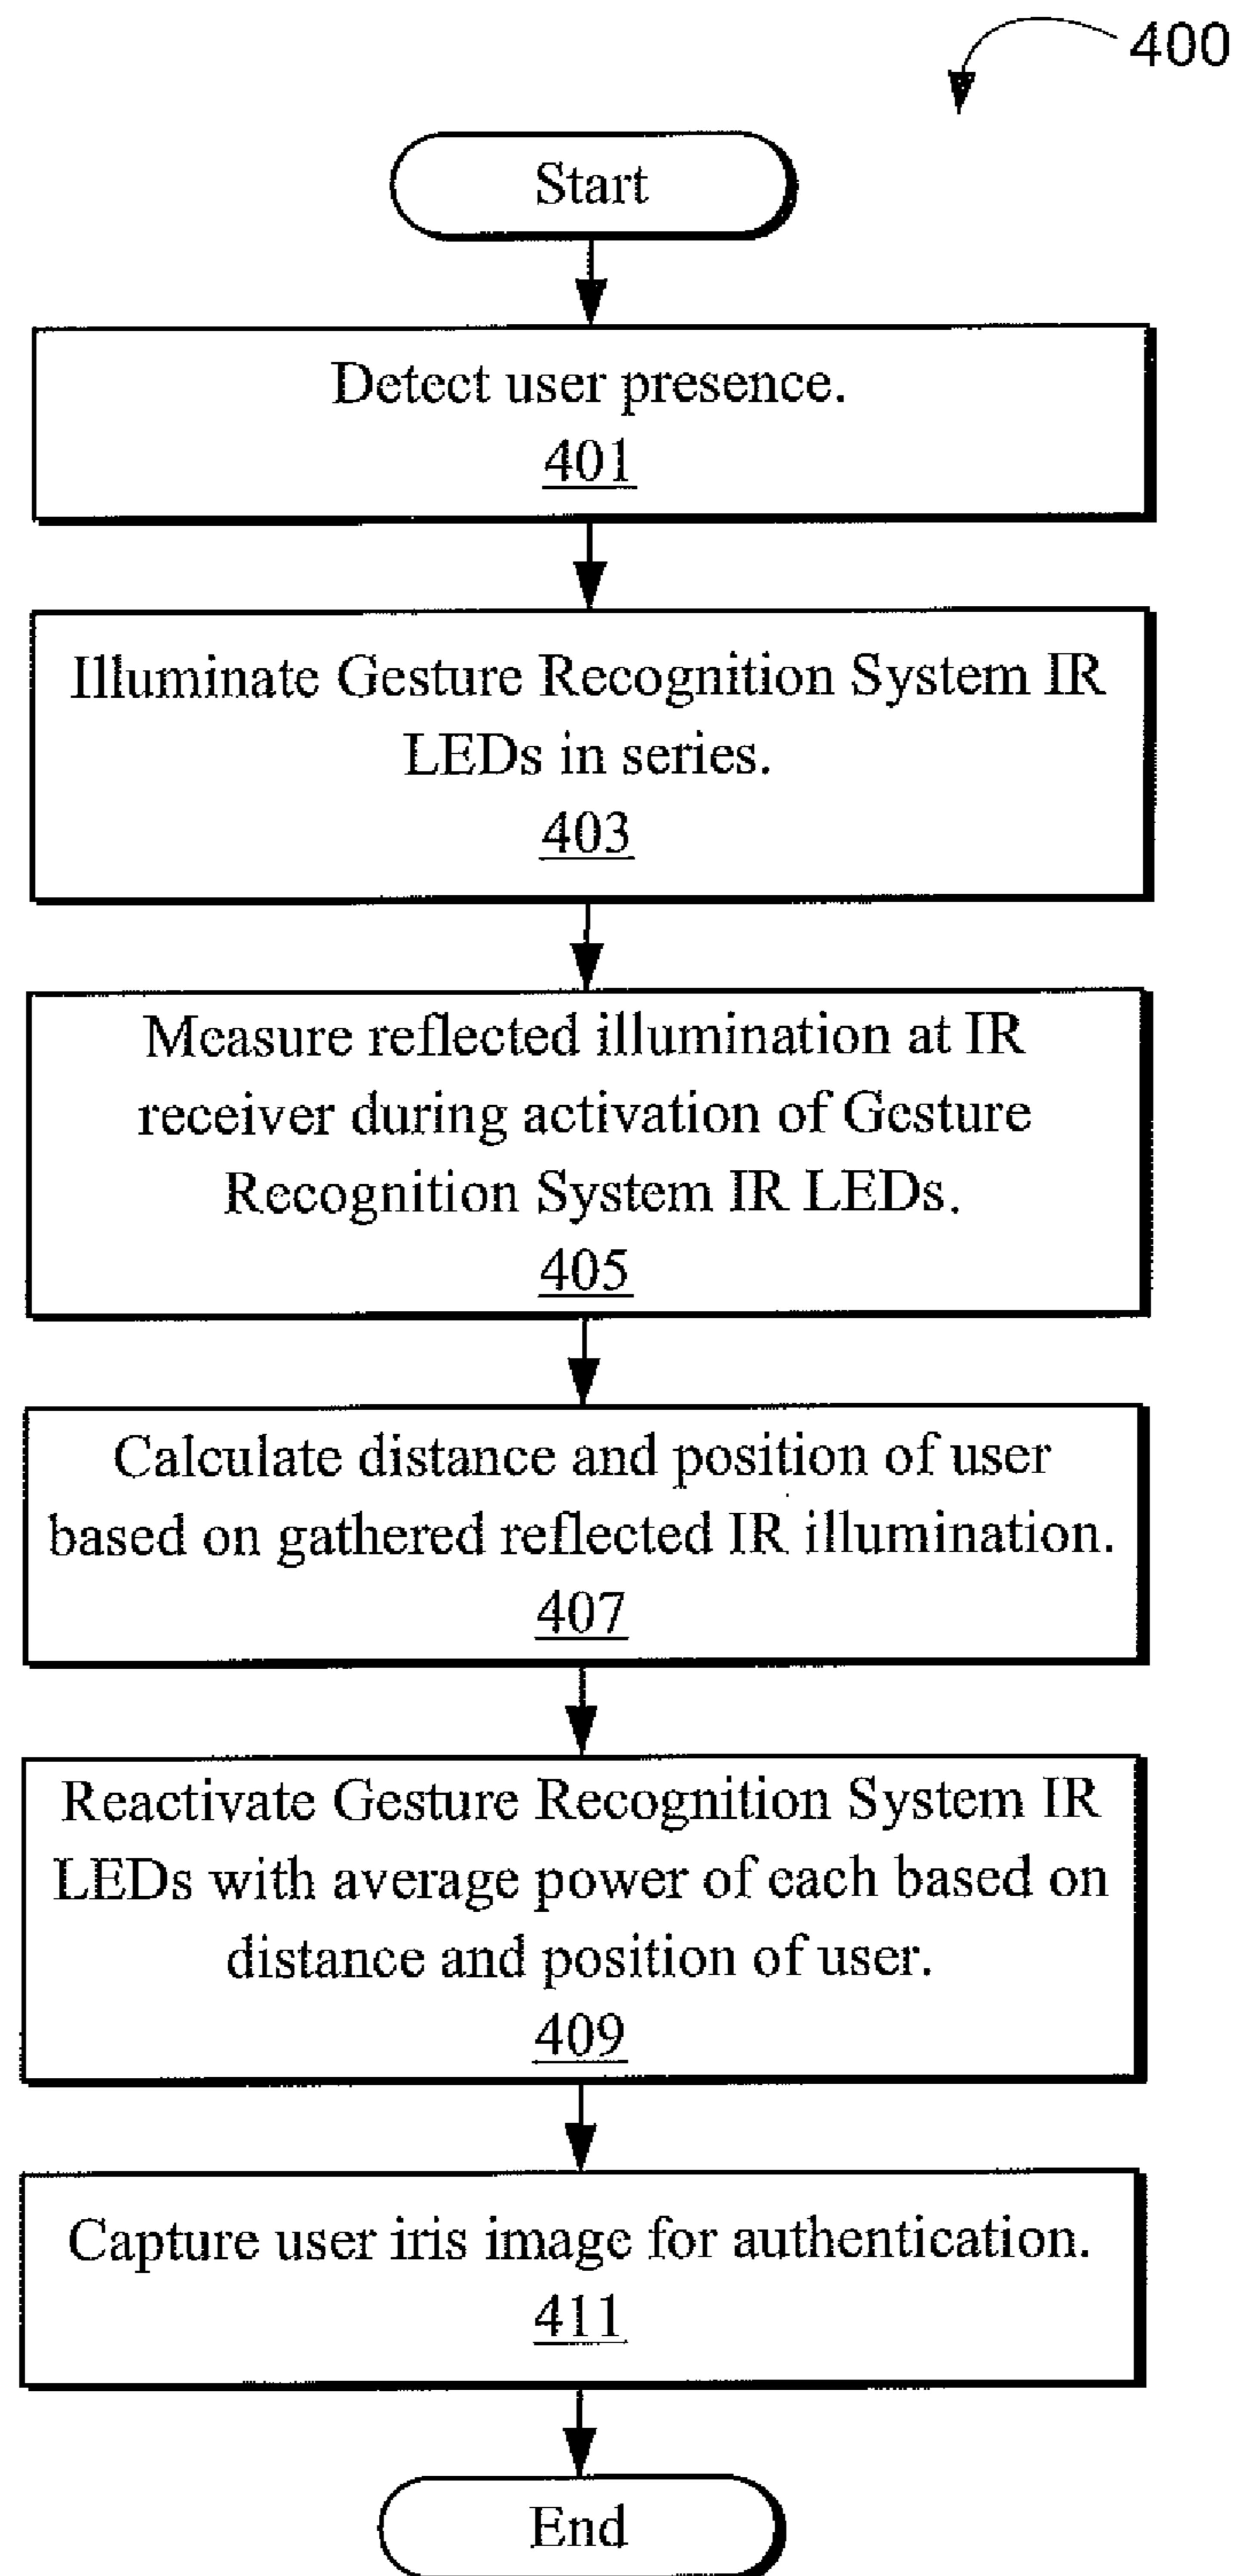 400
Start
Detect user presence.
401
Illuminate Gesture Recognition System IR
LEDs in series.
403
Measure reflected illumination at IR
receiver during activation of Gesture
Recognition System IR LEDs.
405
Calculate distance and position of user
based on gathered reflected IR illumination.
407
Reactivate Gesture Recognition System IR
LEDs with average power of each based on
distance and position of user.
409
Capture user iris image for authentication.
411
End